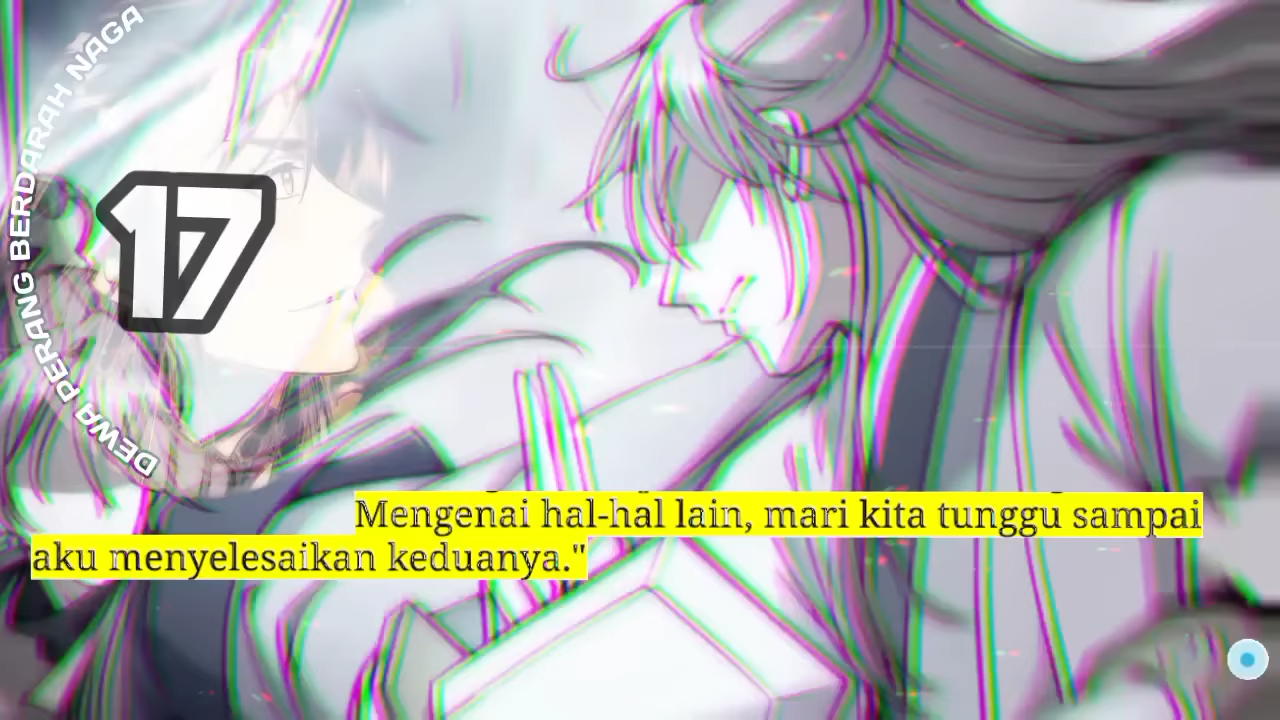 DEWA PERANG BERDARAH NAGA
17
Mengenai hal-hal lain, mari kita tunggu sampai
aku menyelesaikan keduanya."